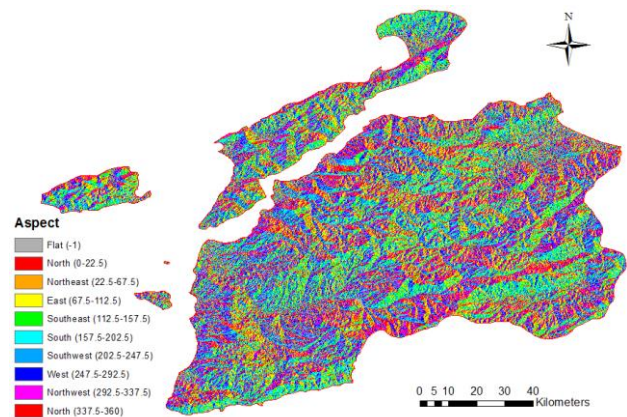 N
Aspect
Flat (-1)
North (0-22.5)
Northeast (22.5-67.5)
East (67.5-112.5)
Southeast (112.5-157.5)
South (157.5-202.5)
Southwest (202.5-247.5)
West (247.5-292.5)
Northwest (292.5-337.5)
North (337.5-360)
0 5 10 20 30 40
Kilometers